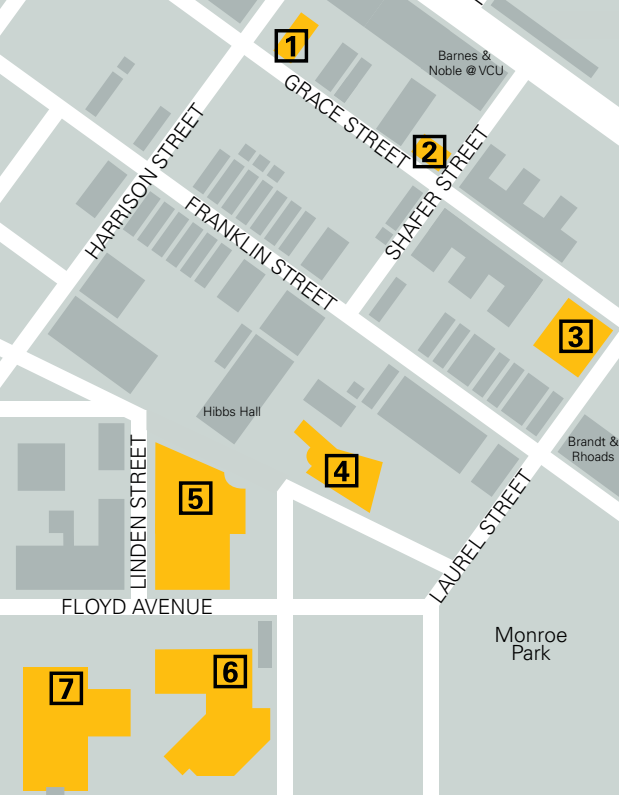 1
Barnes &
Noble @ VCU
GRACE STREET
2
HARRISON STREET
SHAFER STREET
FRANKLIN STREET
3
Hibbs Hall
Brandt &
Rhoads
4
5
LINDEN STREET
LAUREL STREET
FLOYD AVENUE
Monroe
Park
6
7